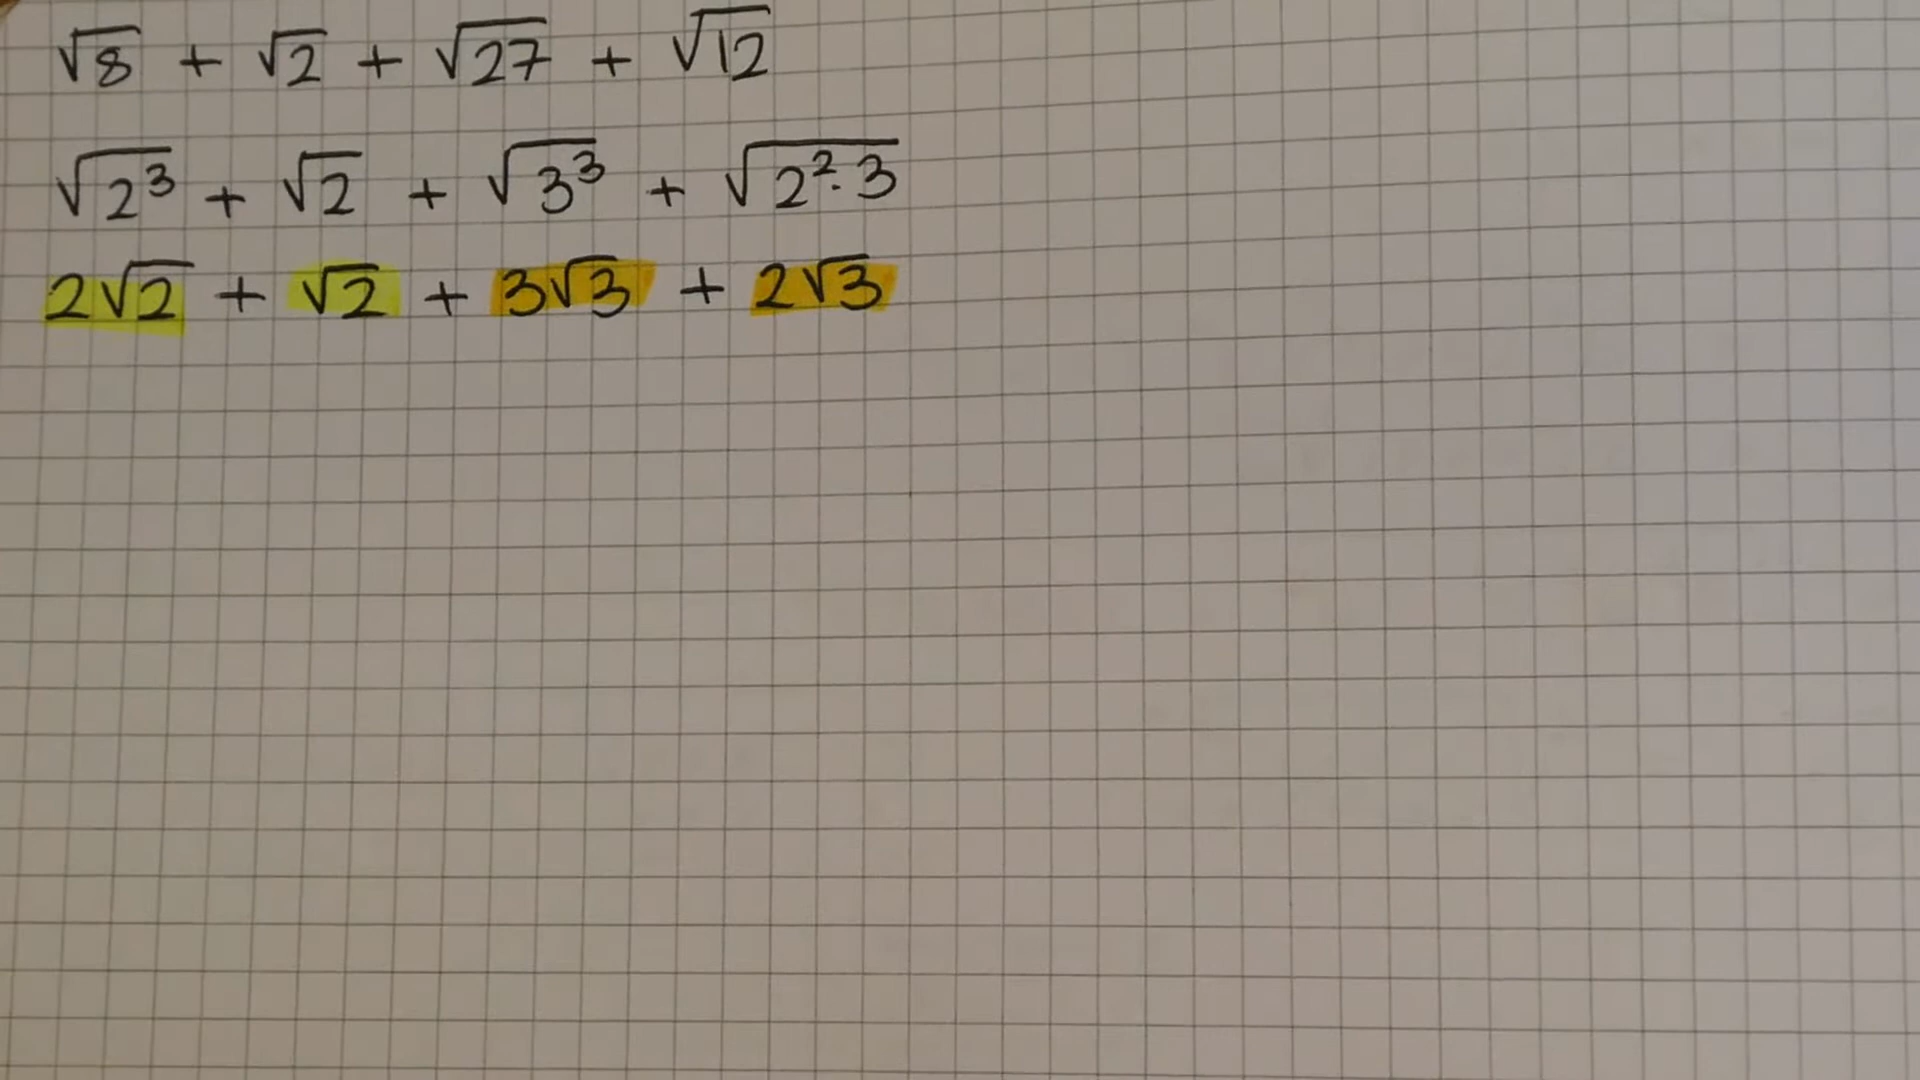 √8 + √2 + √27 + √12
√2³ + √2 + √3³ + √2²·3
2√2 + √2 + 3√3 + 2√3